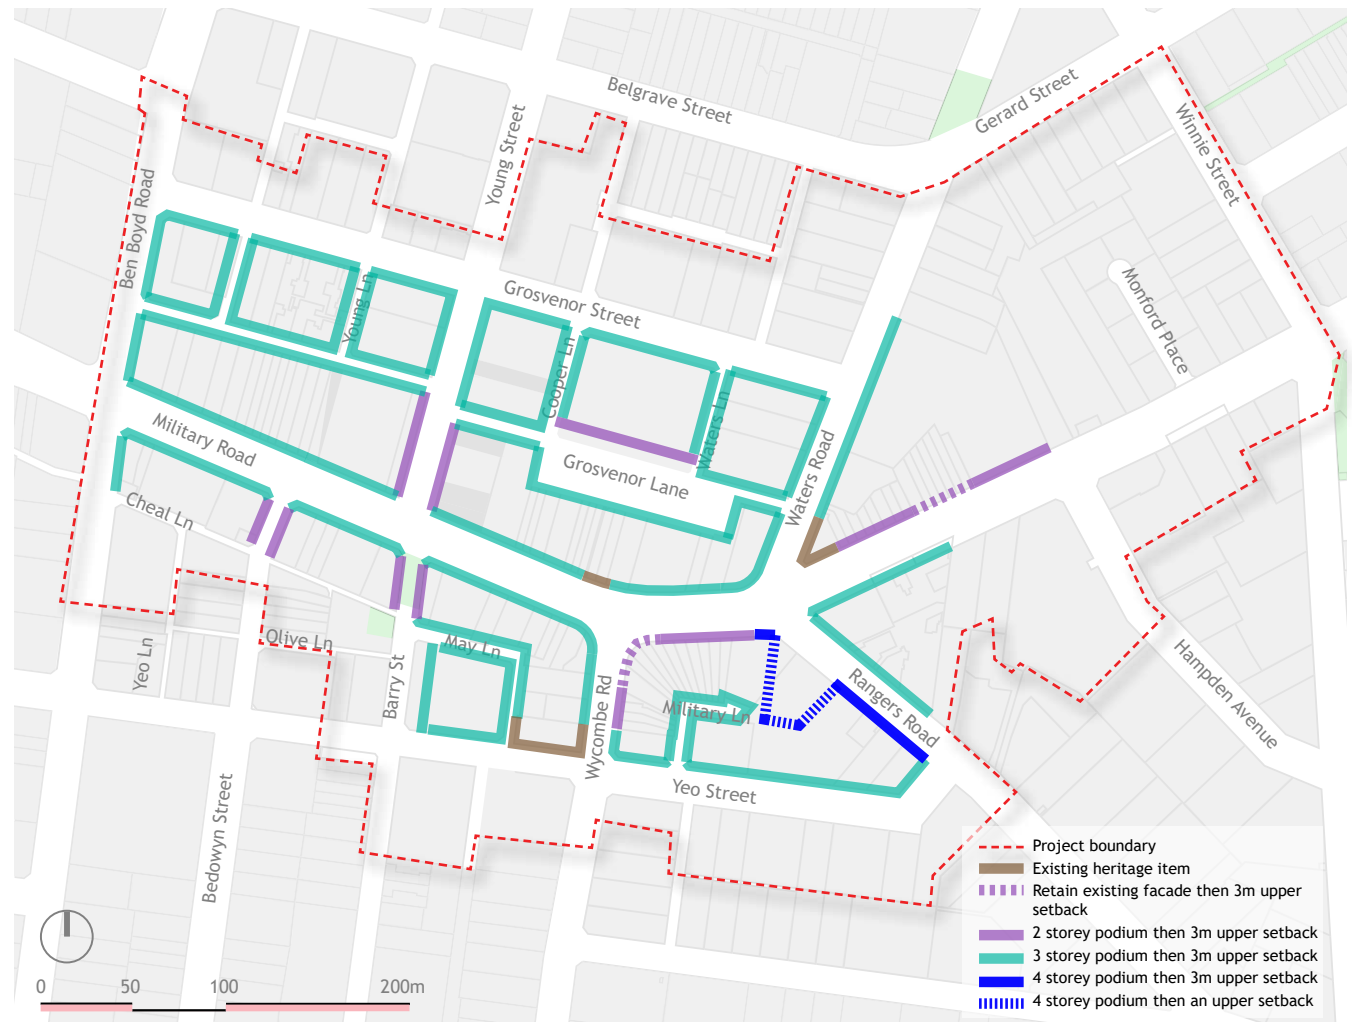 Belgrave Street
Gerard Street
Winnie Street
Young Street
Ben Boyd Road
Monford Place
Grosvenor Street
Young Ln
Cooper Ln
Waters Ln
Military Road
Grosvenor Lane
Waters Road
Cheal Ln
Olive Ln
May Ln
Yeo Ln
Barry St
Hampden Avenue
Rangers Road
Military Ln
Wycombe Rd
Yeo Street
Bedowyn Street
Project boundary
Existing heritage item
Retain existing facade then 3m upper
setback
2 storey podium then 3m upper setback
3 storey podium then 3m upper setback
4 storey podium then 3m upper setback
4 storey podium then an upper setback
0 50 100 200m